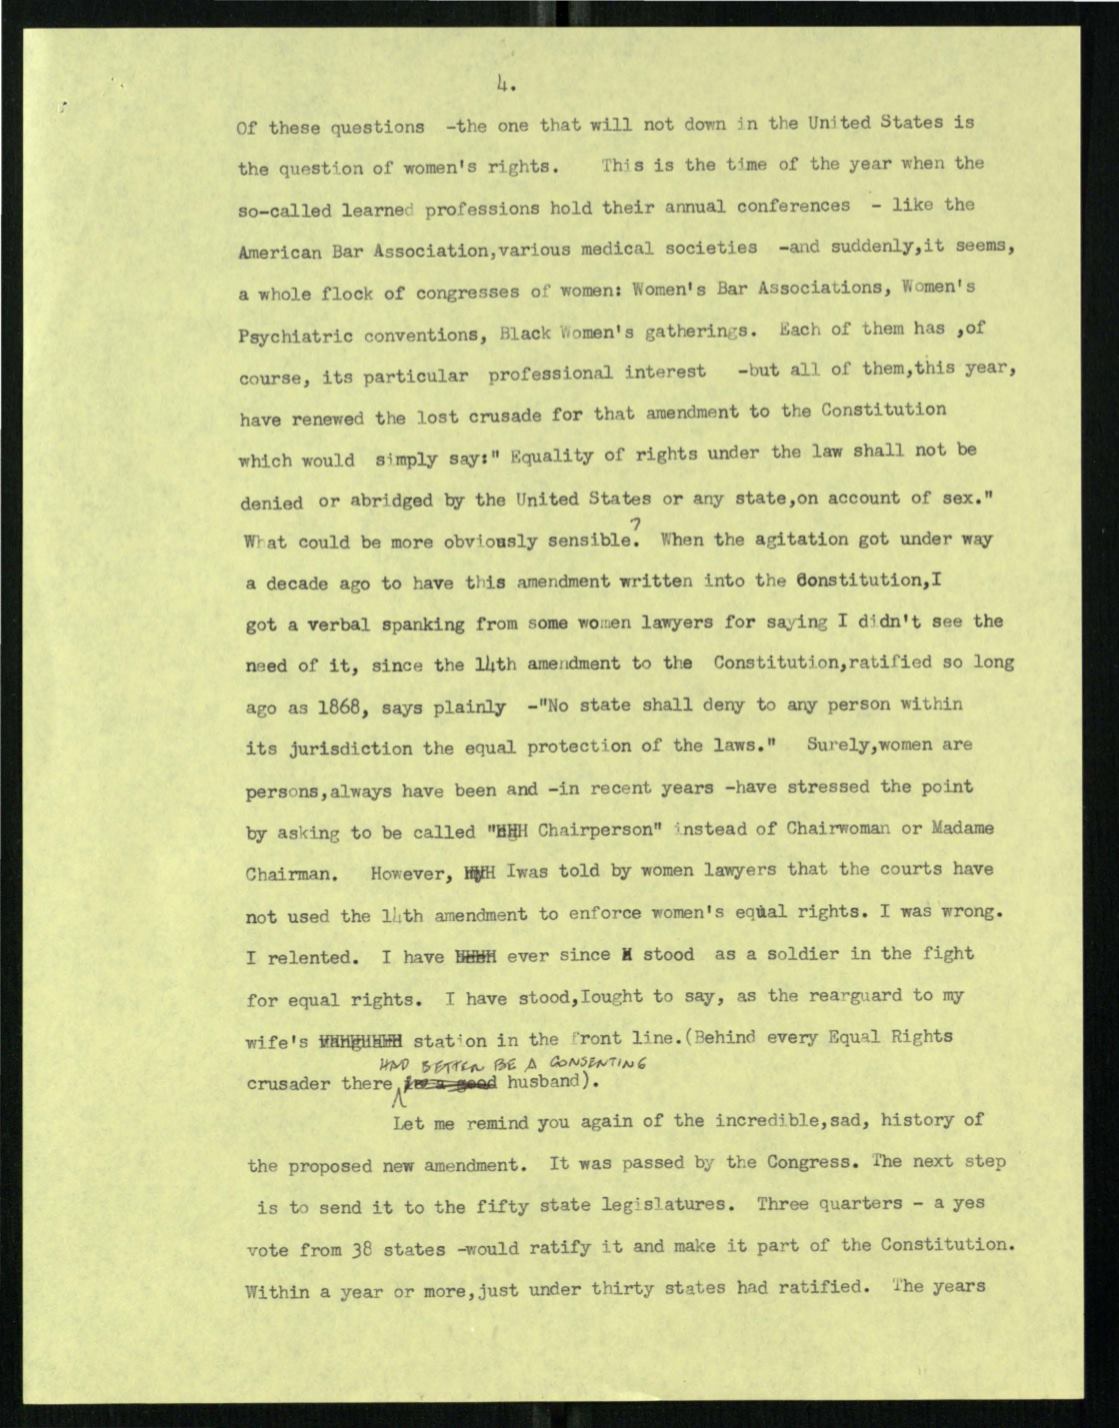 4.
Of these questions -the one that will not down in the United States is
the question of women's rights. This is the time of the year when the
so-called learned professions hold their annual conferences - like the
American Bar Association,various medical societies -and suddenly,it seems,
a whole flock of congresses of women: Women's Bar Associations, Women's
Psychiatric conventions, Black Women's gatherings. Each of them has ,of
course, its particular professional interest -but all of them,this year,
have renewed the lost crusade for that amendment to the Constitution
which would simply say:" Equality of rights under the law shall not be
denied or abridged by the United States or any state,on account of sex."
What could be more obviously sensible? When the agitation got under way
a decade ago to have this amendment written into the Constitution,I
got a verbal spanking from some women lawyers for saying I didn't see the
need of it, since the 14th amendment to the Constitution,ratified so long
ago as 1868, says plainly -"No state shall deny to any person within
its jurisdiction the equal protection of the laws." Surely,women are
persons,always have been and -in recent years -have stressed the point
by asking to be called " Chairperson" instead of Chairwoman or Madame
Chairman. However, Iwas told by women lawyers that the courts have
not used the 14th amendment to enforce women's equal rights. I was wrong.
I relented. I have ever since stood as a soldier in the fight
for equal rights. I have stood,Iought to say, as the rearguard to my
wife's vanguard station in the front line.(Behind every Equal Rights
HAD BETTER BE A CONSENTING
crusader there is a good husband).
Let me remind you again of the incredible,sad, history of
the proposed new amendment. It was passed by the Congress. The next step
is to send it to the fifty state legislatures. Three quarters - a yes
vote from 38 states -would ratify it and make it part of the Constitution.
Within a year or more,just under thirty states had ratified. The years